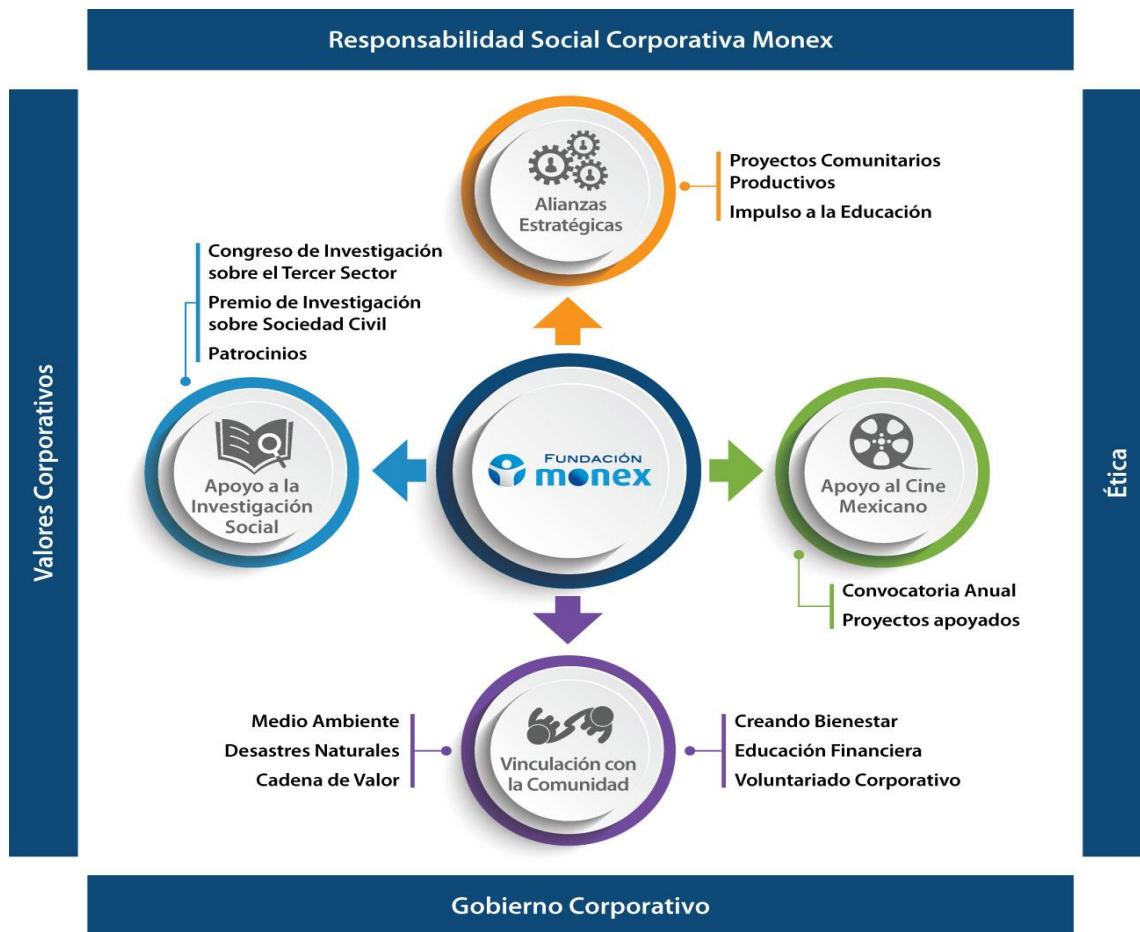 Responsabilidad Social Corporativa Monex
Valores Corporativos
Ética
Alianzas
Estratégicas
Proyectos Comunitarios
Productivos
Impulso a la Educación
Congreso de Investigación
sobre el Tercer Sector
Premio de Investigación
sobre Sociedad Civil
Patrocinios
Apoyo a la
Investigación
Social
FUNDACIÓN
monex
Apoyo al Cine
Mexicano
Convocatoria Anual
Proyectos apoyados
Medio Ambiente
Desastres Naturales
Cadena de Valor
Vinculación con
la Comunidad
Creando Bienestar
Educación Financiera
Voluntariado Corporativo
Gobierno Corporativo